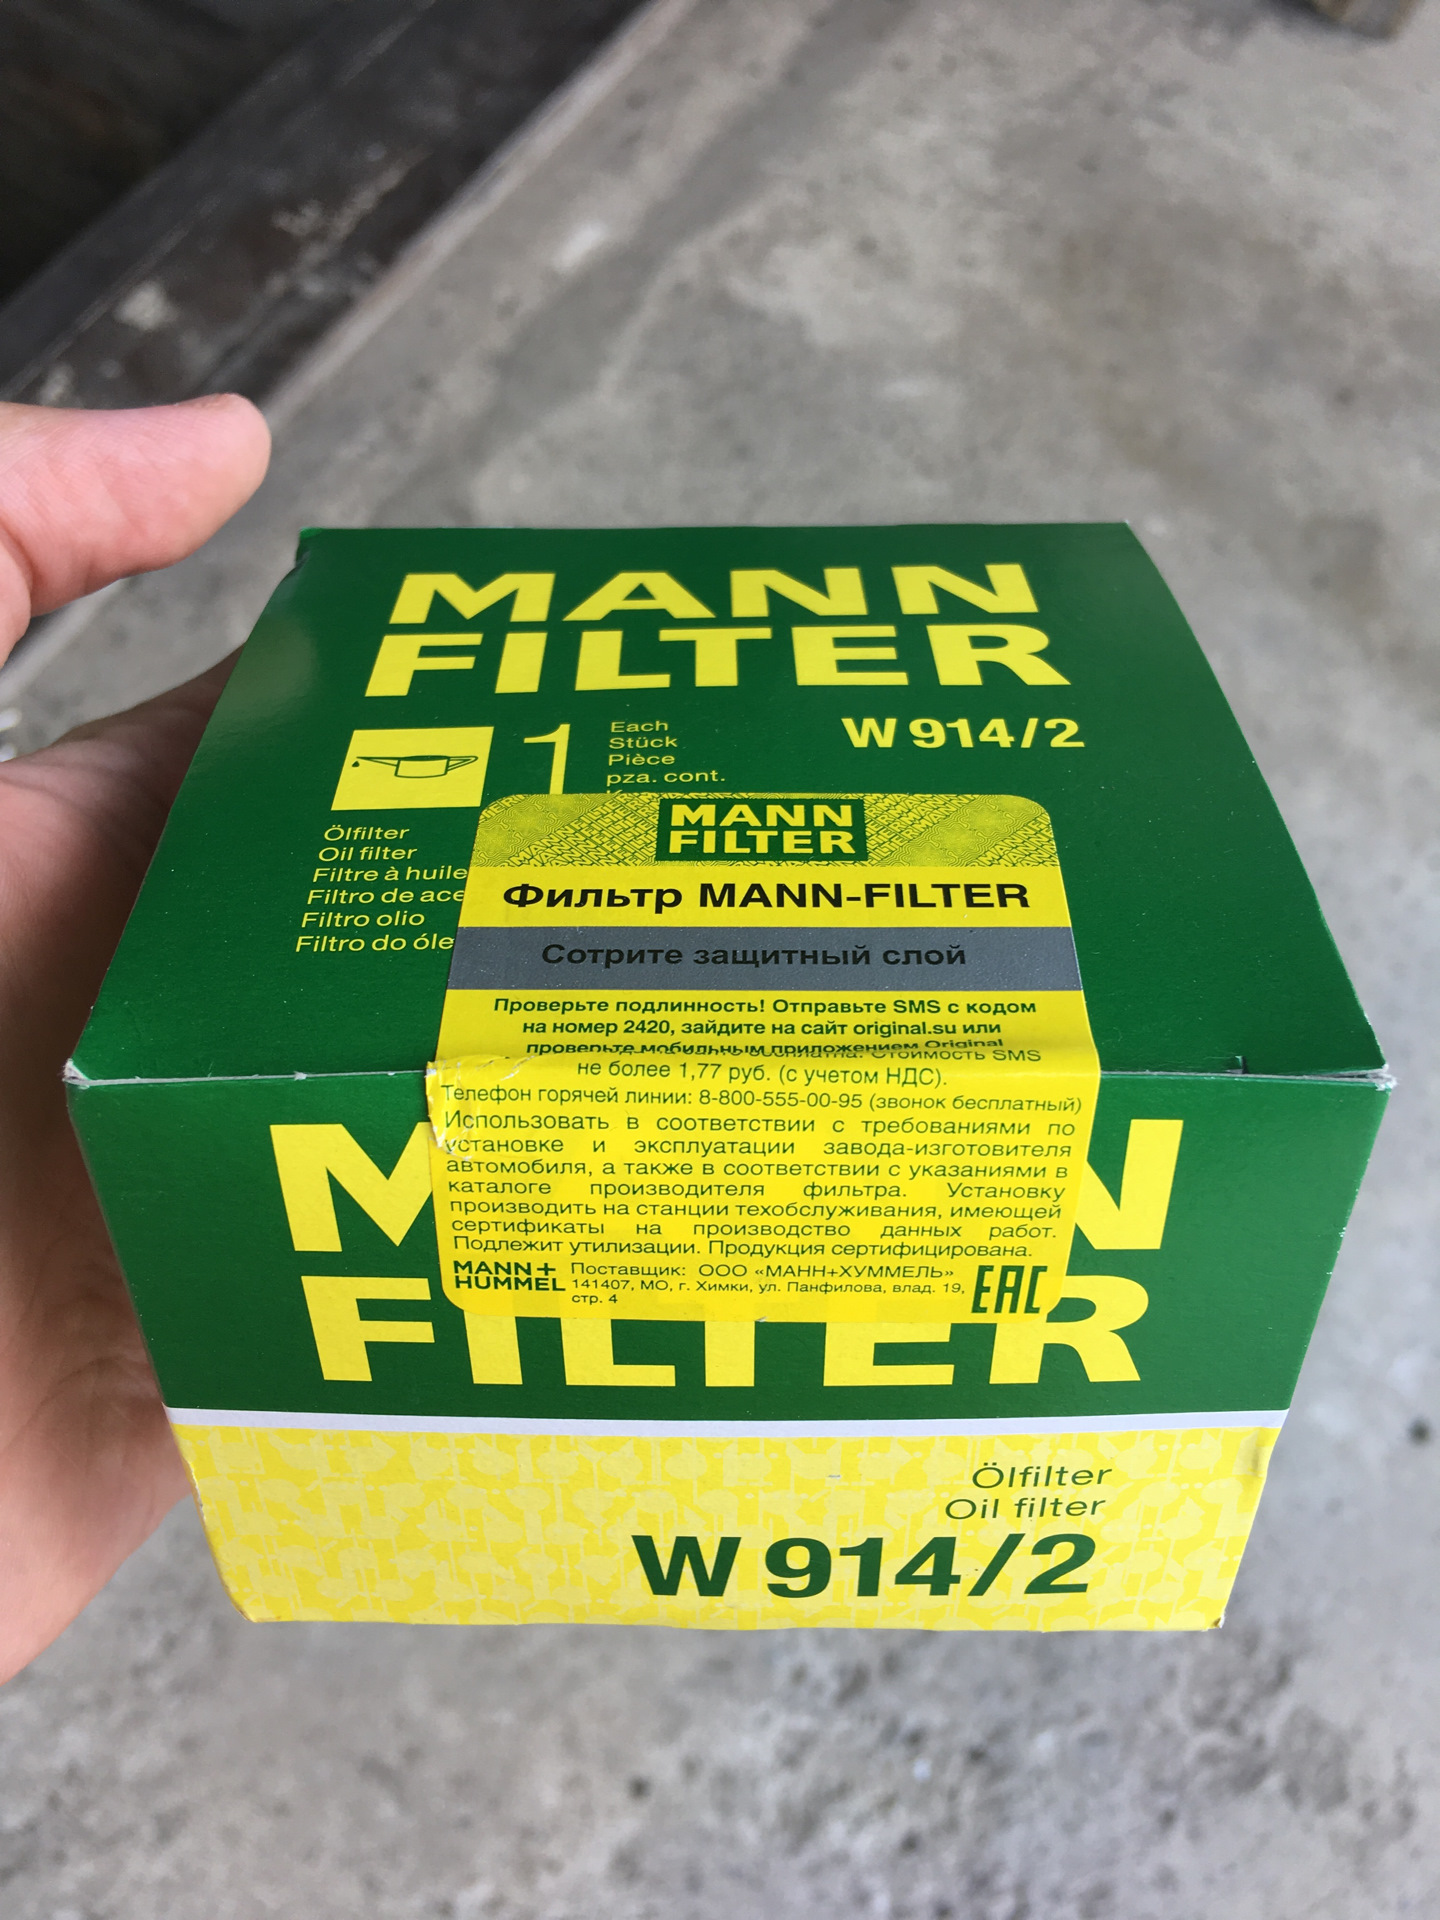 MANN
FILTER
W 914/2
1
Each
Stück
Pièce
pza. cont.
Ölfilter
Oil filter
Filtre à huile
Filtro de ace
Filtro olio
Filtro do óle
MANN
FILTER
Фильтр MANN-FILTER
Сотрите защитный слой
Проверьте подлинность! Отправьте SMS с кодом
на номер 2420, зайдите на сайт original.su или
проверьте мобильным приложением Original
Стоимость SMS
не более 1,77 руб. (с учетом НДС).
Телефон горячей линии: 8-800-555-00-95 (звонок бесплатный)
Использовать в соответствии с требованиями по
установке и эксплуатации завода-изготовителя
автомобиля, а также в соответствии с указаниями в
каталоге производителя фильтра. Установку
производить на станции техобслуживания, имеющей
сертификаты на производство данных работ.
Подлежит утилизации. Продукция сертифицирована.
MANN+
HUMMEL
Поставщик: ООО «МАНН+ХУММЕЛЬ»
141407, МО, г. Химки, ул. Панфилова, влад. 19,
стр. 4
EAC
M N
FILTER
Ölfilter
Oil filter
W 914/2